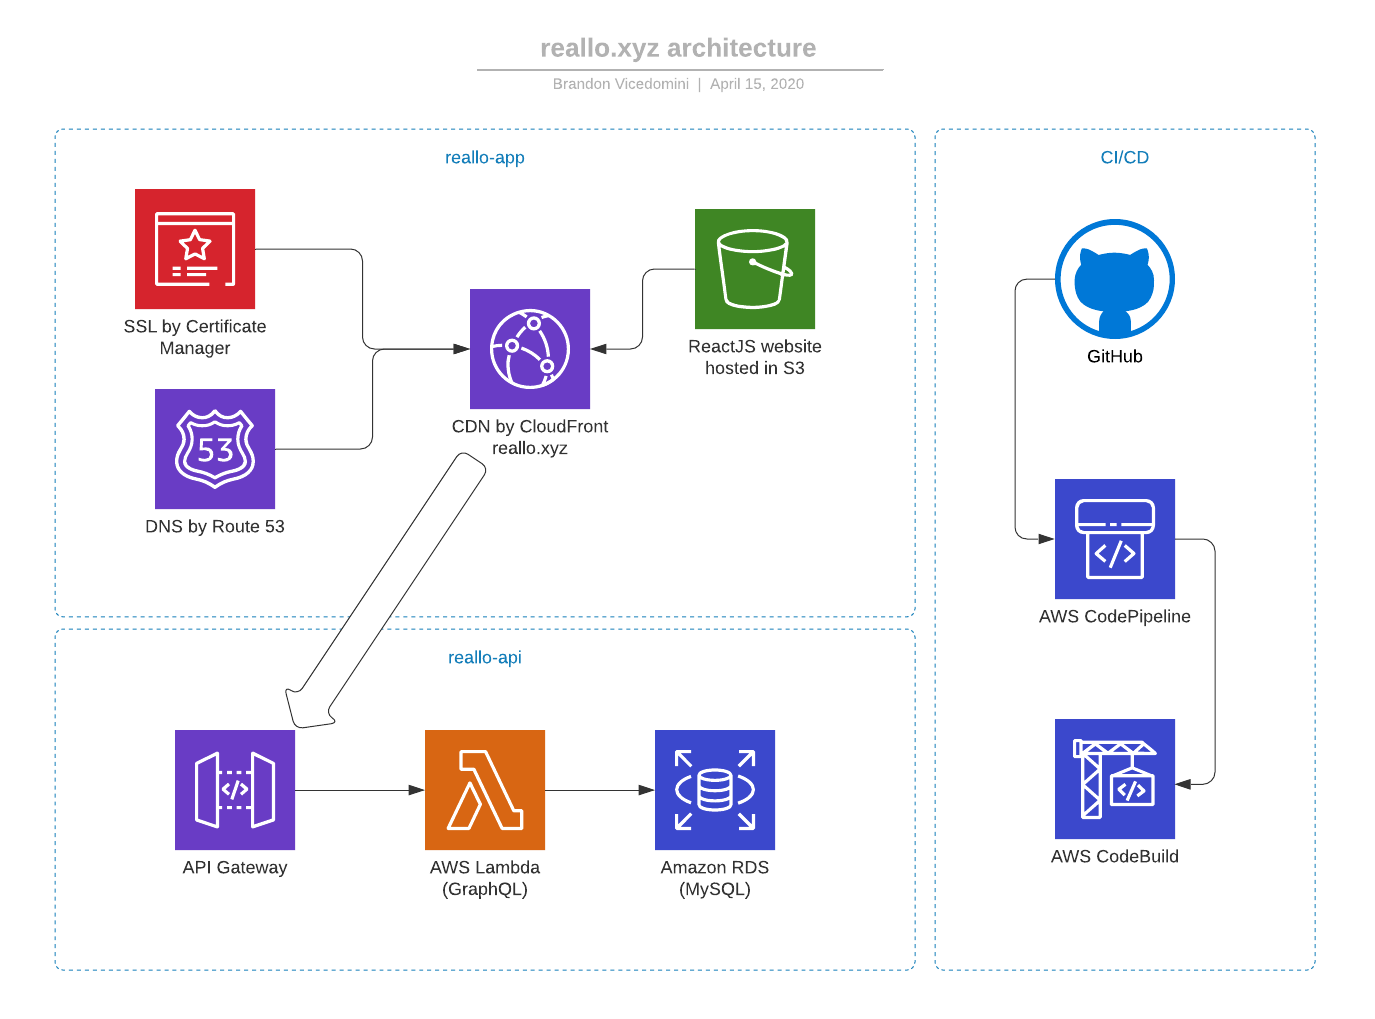 reallo.xyz architecture
Brandon Vicedomini | April 15, 2020
reallo-app
SSL by Certificate
Manager
53
DNS by Route 53
CDN by CloudFront
reallo.xyz
ReactJS website
hosted in S3
reallo-api
</>
API Gateway
AWS Lambda
(GraphQL)
Amazon RDS
(MySQL)
CI/CD
GitHub
</>
AWS CodePipeline
</>
AWS CodeBuild